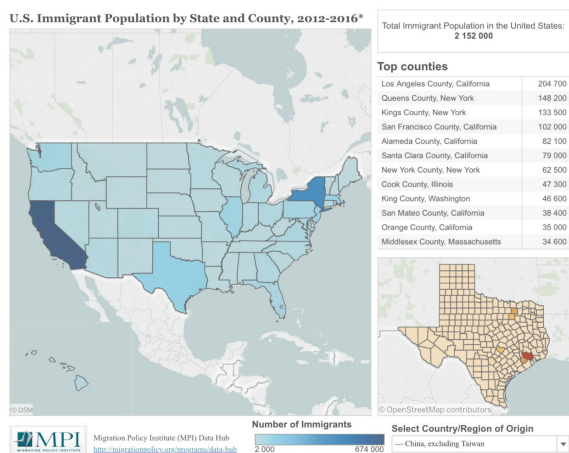 U.S. Immigrant Population by State and County, 2012-2016*
Total Immigrant Population in the United States:
2 152 000
Top counties
Los Angeles County, California 204 700
Queens County, New York 148 200
Kings County, New York 133 500
San Francisco County, California 102 000
Alameda County, California 82 100
Santa Clara County, California 79 000
New York County, New York 62 500
Cook County, Illinois 47 300
King County, Washington 46 600
San Mateo County, California 38 400
Orange County, California 35 000
Middlesex County, Massachusetts 34 600
© OSM
© OpenStreetMap contributors
MPI
MIGRATION POLICY INSTITUTE
Migration Policy Institute (MPI) Data Hub
http://migrationpolicy.org/programs/data-hub
Number of Immigrants
2 000 674 000
Select Country/Region of Origin
--- China, excluding Taiwan